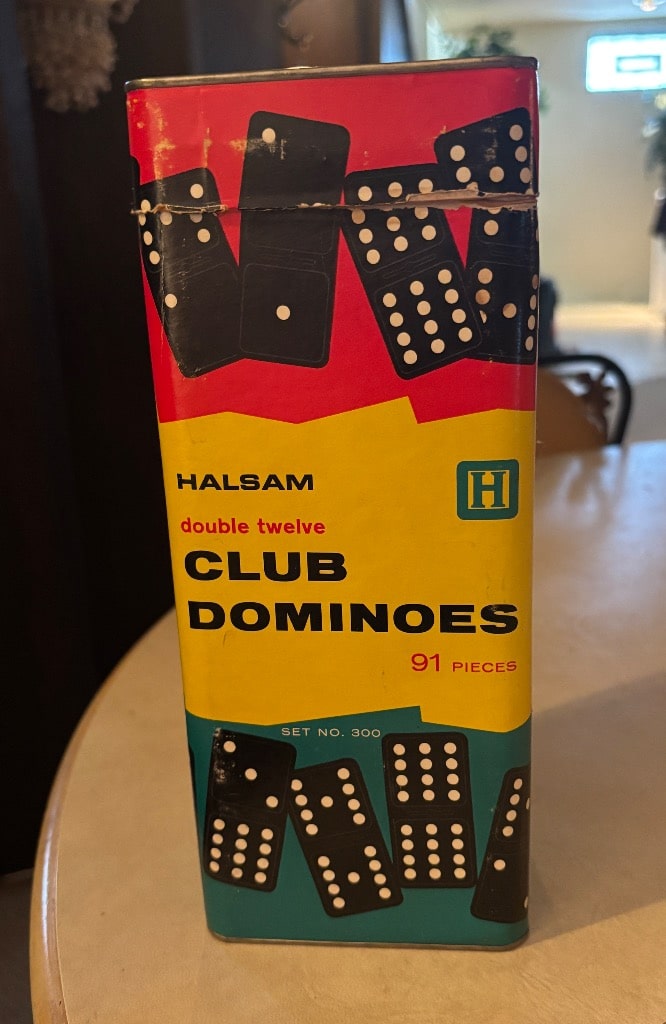 HALSAM
H
double twelve
CLUB
DOMINOES
91 PIECES
SET NO. 300